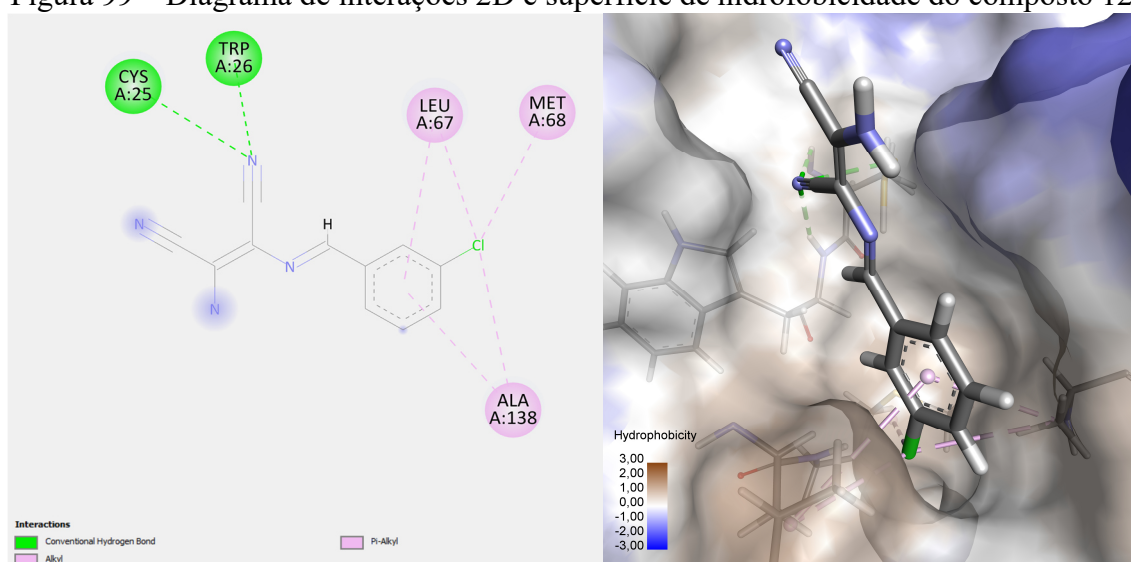 Figura 99 – Diagrama de interações 2D e superfície de hidrofobicidade do composto 12
TRP
A:26
CYS
A:25
LEU
A:67
MET
A:68
N
N
N
N
H
Cl
ALA
A:138
Interactions
Conventional Hydrogen Bond
Alkyl
Pi-Alkyl
Hydrophobicity
3,00
2,00
1,00
0,00
-1,00
-2,00
-3,00